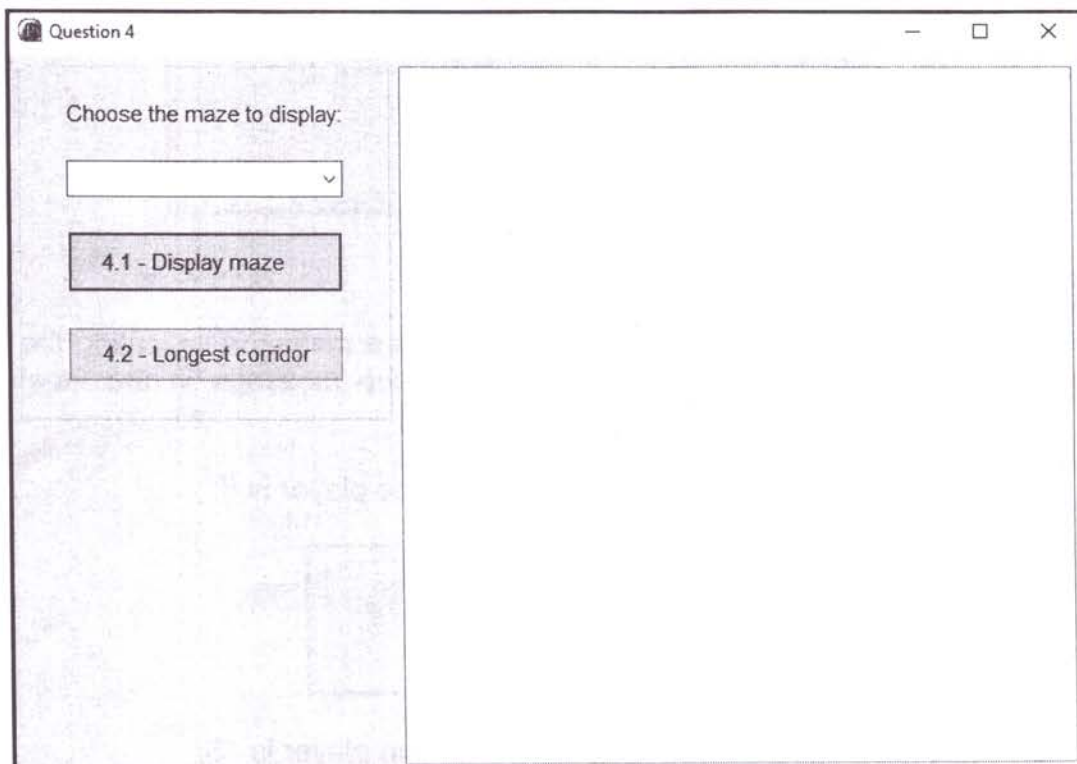 Question 4
Choose the maze to display:
4.1 - Display maze
4.2 - Longest corridor